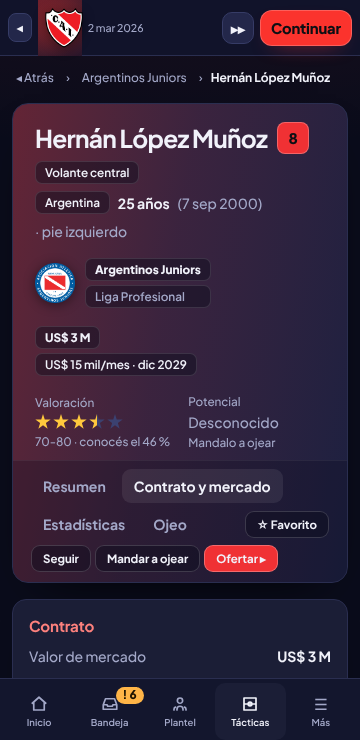 ◂ C.A.I. 2 mar 2026 ▸▸ Continuar
◂ Atrás › Argentinos Juniors › Hernán López Muñoz
Hernán López Muñoz 8
Volante central
Argentina 25 años (7 sep 2000)
· pie izquierdo
Argentinos Juniors
Liga Profesional
US$ 3 M
US$ 15 mil/mes · dic 2029
Valoración Potencial
★★★★★ Desconocido
70-80 · conocés el 46 % Mandalo a ojear
Resumen Contrato y mercado
Estadísticas Ojeo ☆ Favorito
Seguir Mandar a ojear Ofertar ▸
Contrato
Valor de mercado US$ 3 M
! 6
Inicio Bandeja Plantel Tácticas Más